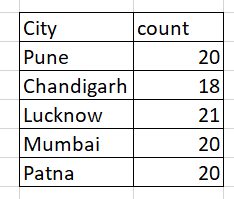 City count
Pune 20
Chandigarh 18
Lucknow 21
Mumbai 20
Patna 20